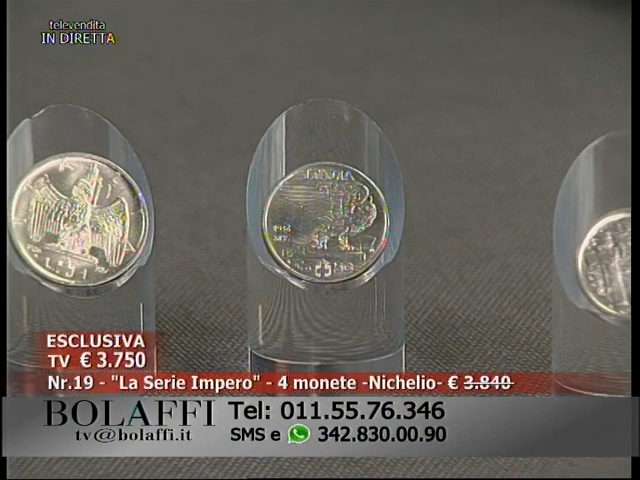 televendita
IN DIRETTA
ITALIA
ESCLUSIVA
TV € 3.750
Nr.19 - "La Serie Impero" - 4 monete -Nichelio- € 3.840
BOLAFFI
tv@bolaffi.it
Tel: 011.55.76.346
SMS e 342.830.00.90